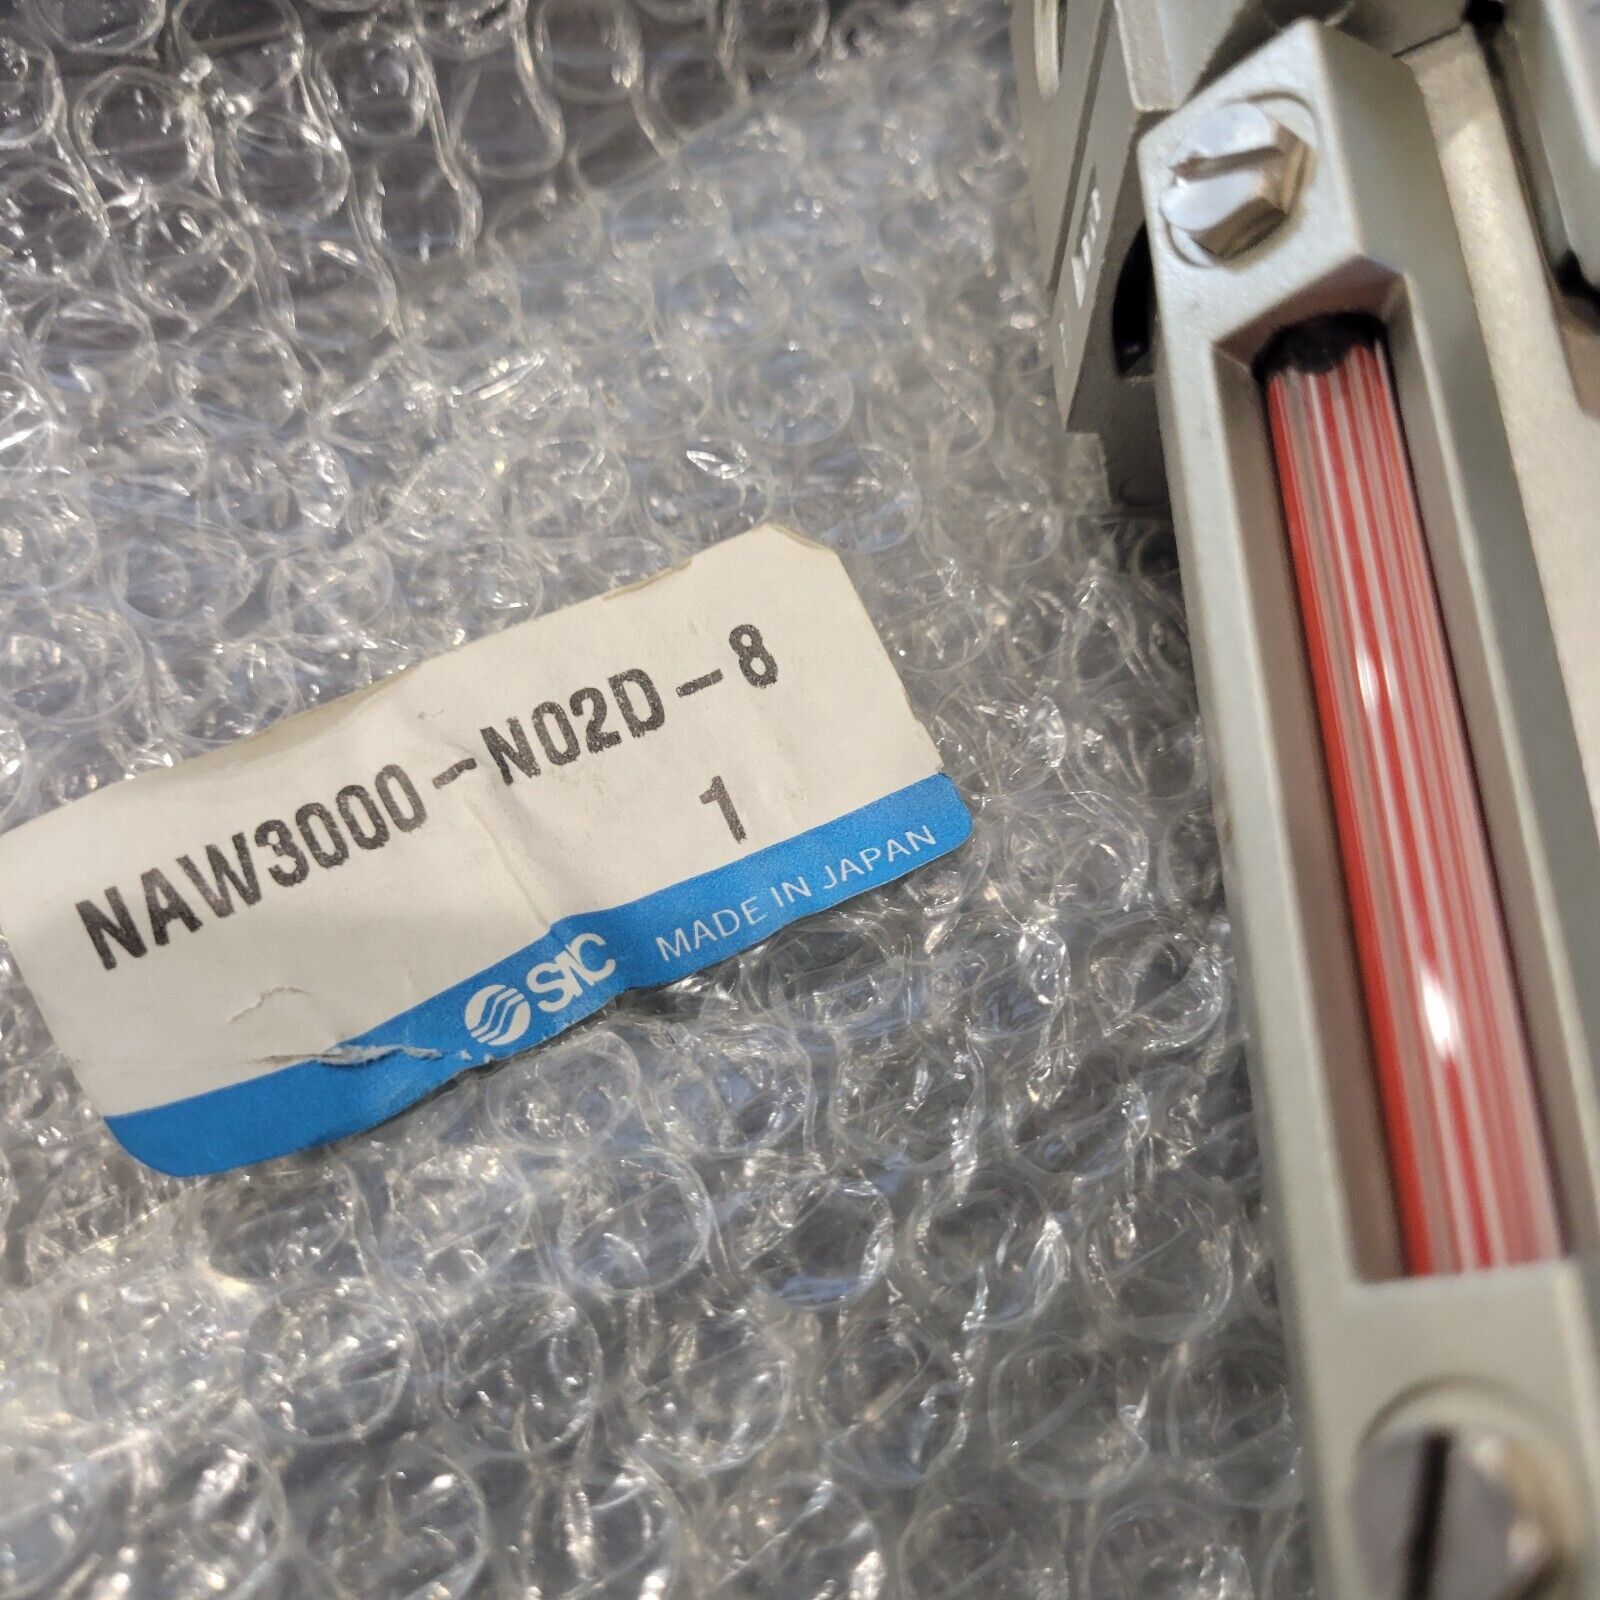 NAW3000-N02D-8
1
SMC MADE IN JAPAN